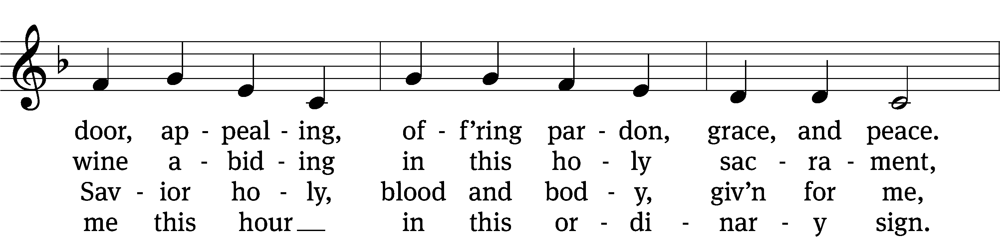 door, ap - peal - ing, of - f’ring par - don, grace, and peace.
wine a - bid - ing in this ho - ly sac - ra - ment,
Sav - ior ho - ly, blood and bod - y, giv’n for me,
me this hour__ in this or - di - nar - y sign.